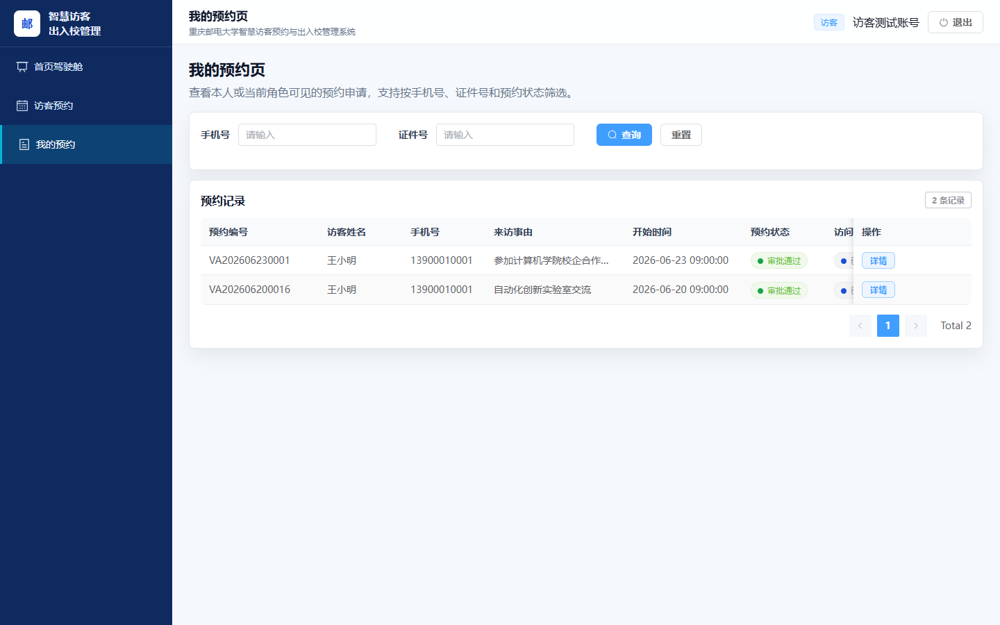 邮
智慧访客
出入校管理
首页驾驶舱
访客预约
我的预约
我的预约页
重庆邮电大学智慧访客预约与出入校管理系统
访客
访客测试账号
退出
我的预约页
查看本人或当前角色可见的预约申请，支持按手机号、证件号和预约状态筛选。
手机号 请输入 证件号 请输入 查询 重置
预约记录
2 条记录
预约编号 访客姓名 手机号 来访事由 开始时间 预约状态 访问 操作
VA202606230001 王小明 13900010001 参加计算机学院校企合作... 2026-06-23 09:00:00 审批通过 详情
VA202606200016 王小明 13900010001 自动化创新实验室交流 2026-06-20 09:00:00 审批通过 详情
1 Total 2